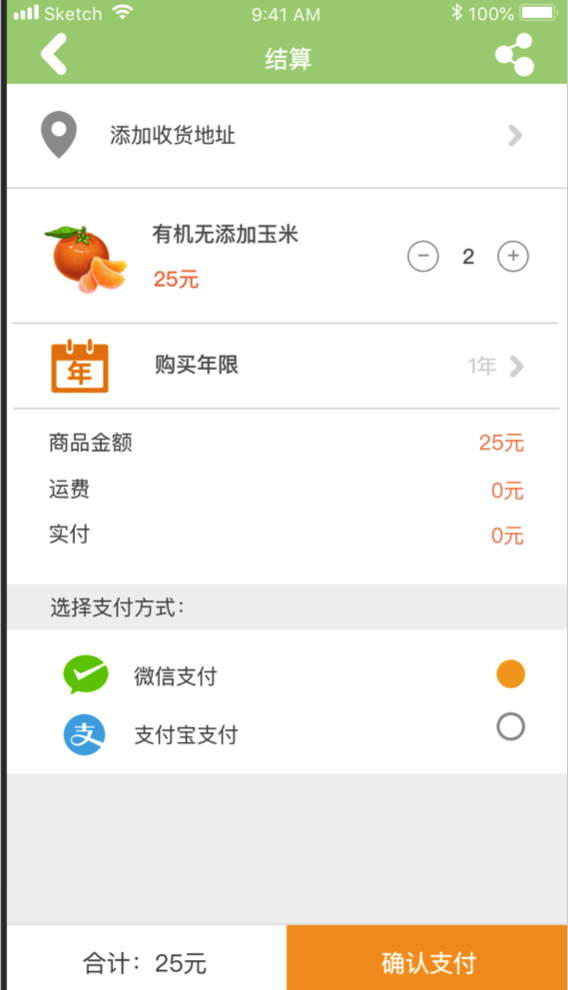 Sketch 9:41 AM 100%
结算
添加收货地址
有机无添加玉米
25元
2
年 购买年限 1年
商品金额 25元
运费 0元
实付 0元
选择支付方式：
微信支付
支 支付宝支付
合计：25元 确认支付